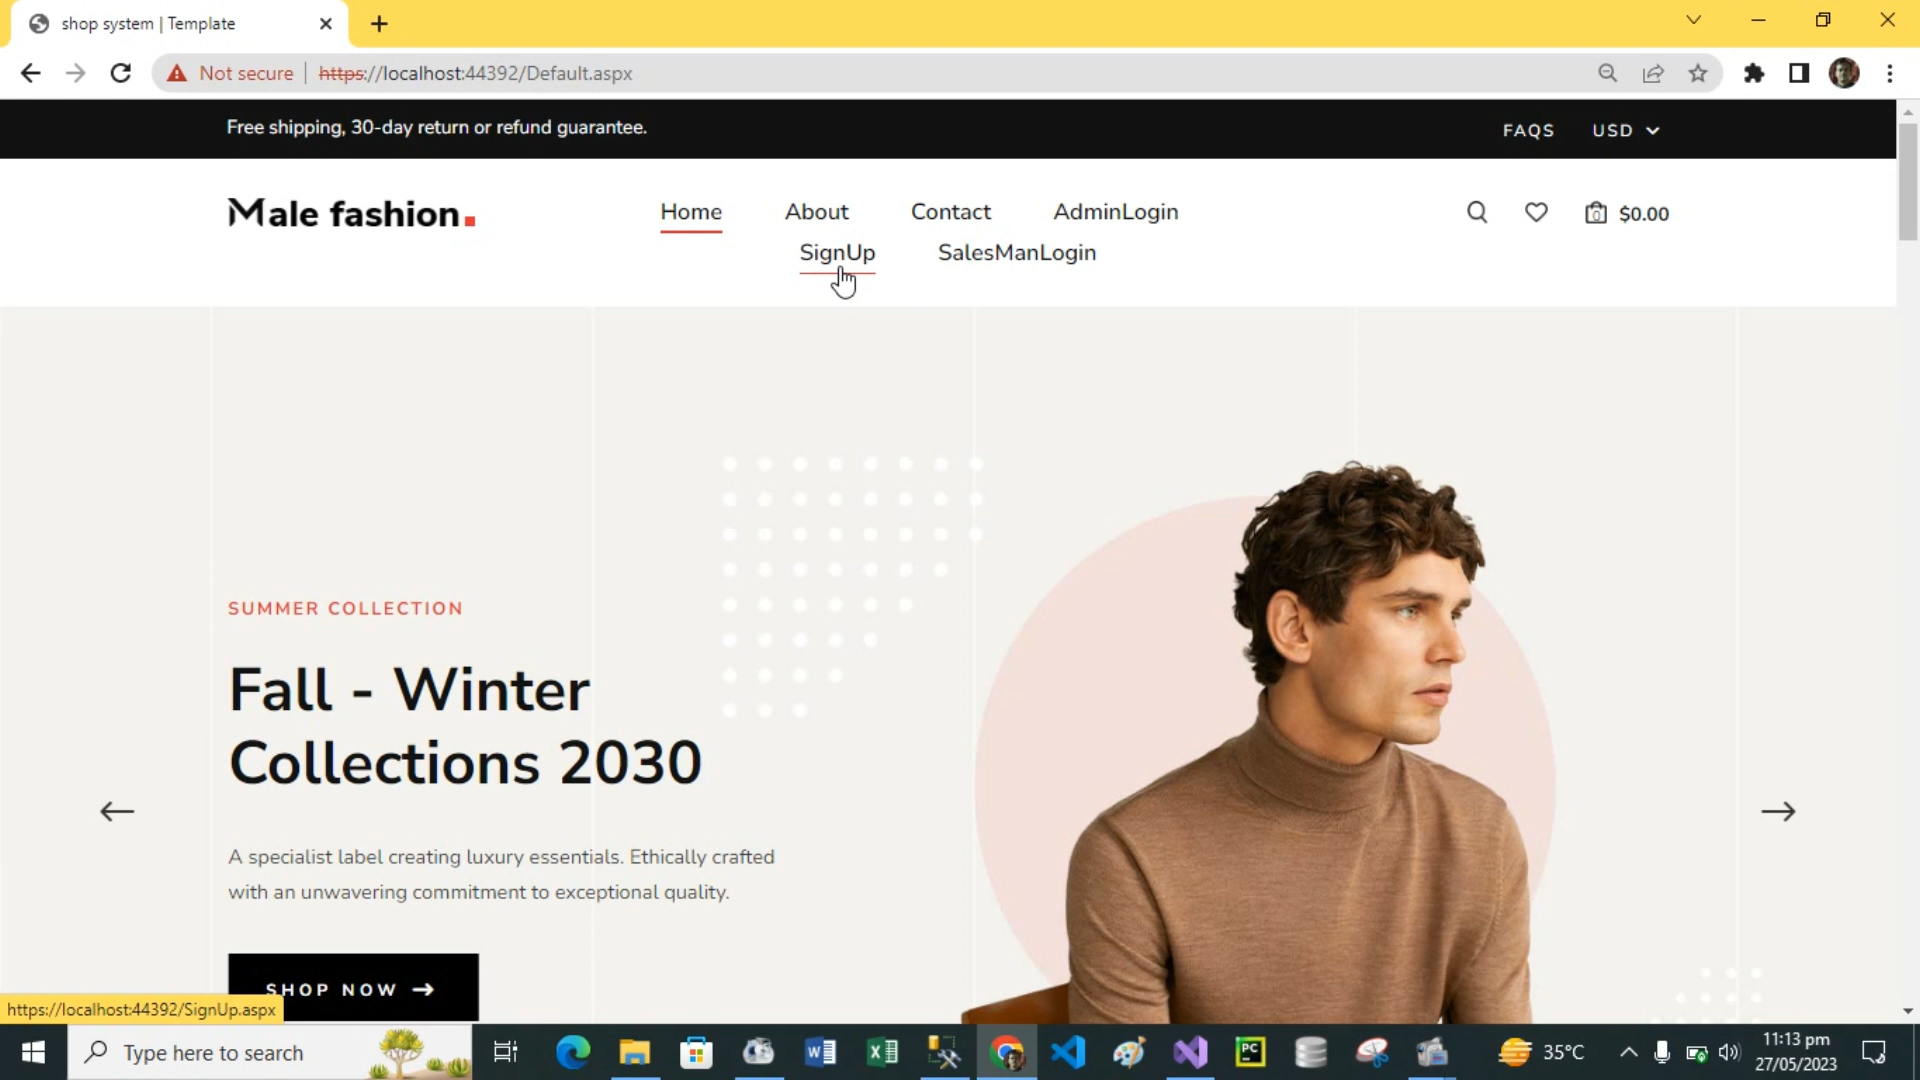 shop system | Template
Not secure https://localhost:44392/Default.aspx
Free shipping, 30-day return or refund guarantee.
FAQS USD
Male fashion.
Home About Contact AdminLogin
0 $0.00
SignUp SalesManLogin
SUMMER COLLECTION
Fall - Winter
Collections 2030
A specialist label creating luxury essentials. Ethically crafted
with an unwavering commitment to exceptional quality.
SHOP NOW
https://localhost:44392/SignUp.aspx
Type here to search
PC
35°C
11:13 pm
27/05/2023